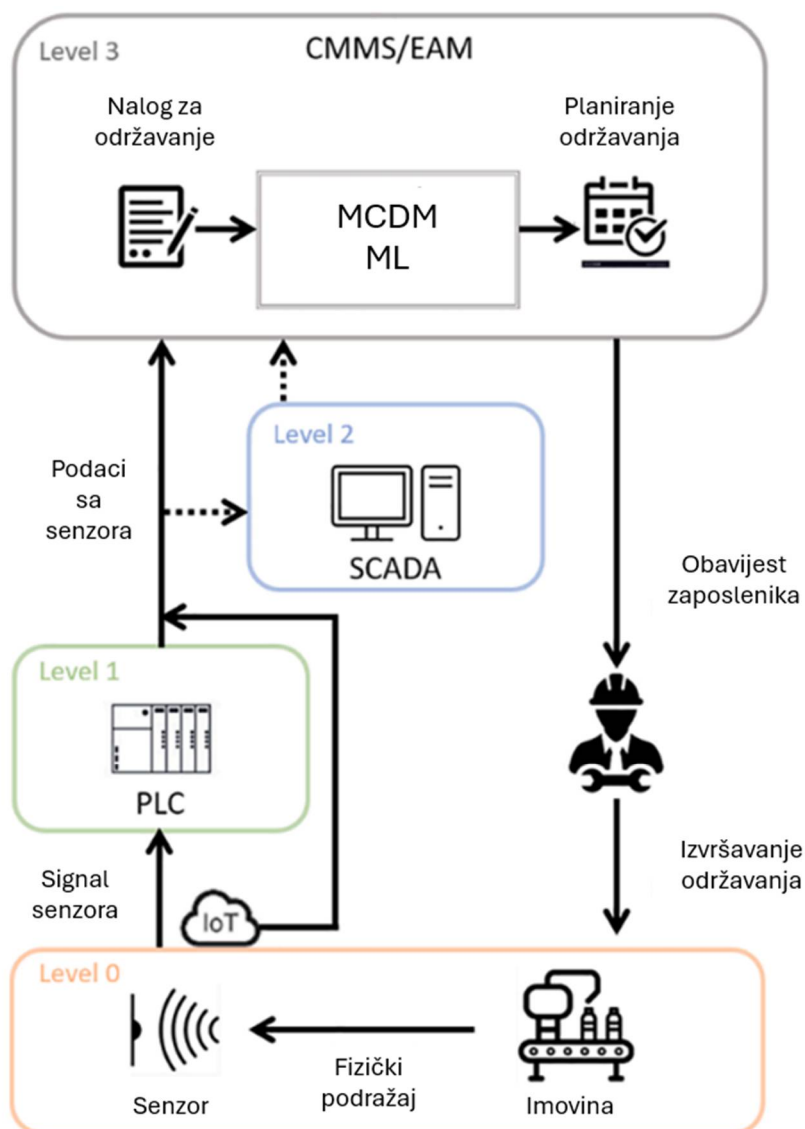 Level 3
CMMS/EAM
Nalog za
održavanje
Planiranje
održavanja
MCDM
ML
Level 2
SCADA
Podaci
sa
senzora
Obavijest
zaposlenika
Level 1
PLC
Signal
senzora
IoT
Izvršavanje
održavanja
Level 0
Senzor
Fizički
podražaj
Imovina